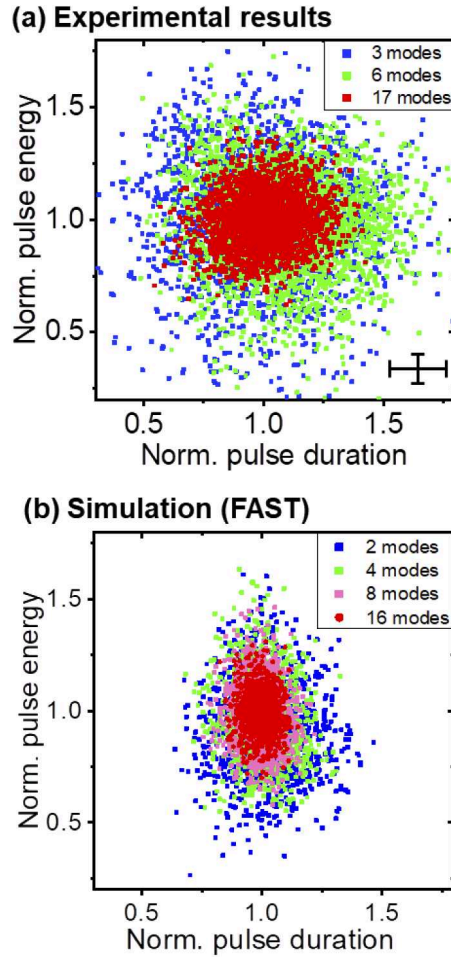 (a) Experimental results
3 modes
6 modes
17 modes
1.5
1.0
0.5
Norm. pulse energy
0.5
1.0
1.5
Norm. pulse duration
(b) Simulation (FAST)
2 modes
4 modes
8 modes
16 modes
1.5
1.0
0.5
Norm. pulse energy
0.5
1.0
1.5
Norm. pulse duration